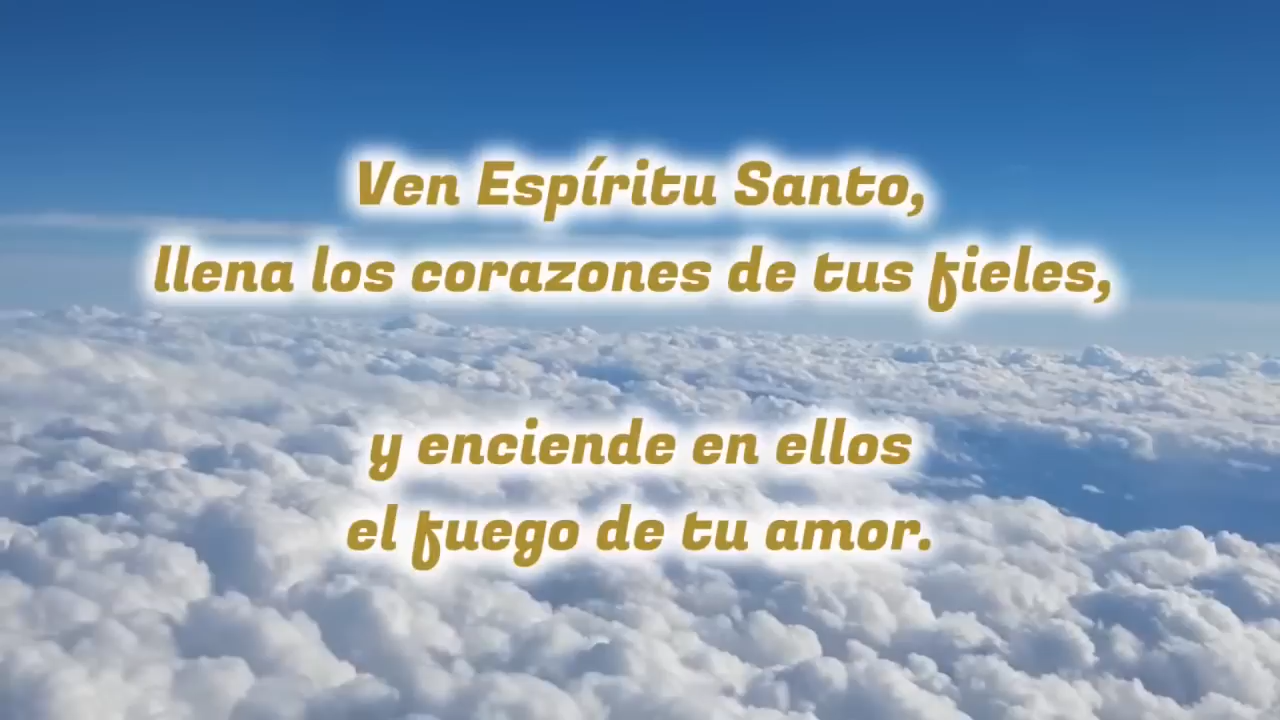 Ven Espíritu Santo,
llena los corazones de tus fieles,
y enciende en ellos
el fuego de tu amor.